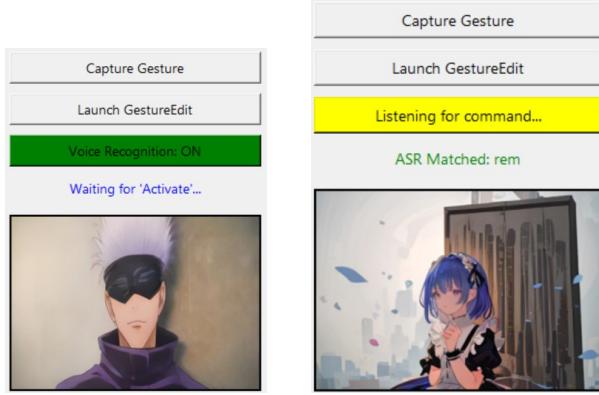 Capture Gesture
Launch GestureEdit
Voice Recognition: ON
Waiting for 'Activate'...
Capture Gesture
Launch GestureEdit
Listening for command...
ASR Matched: rem